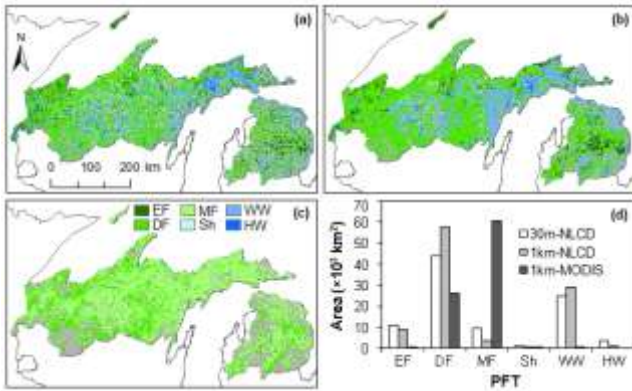 (a)
N
0 100 200 km
(b)
EF MF WW
DF Sh HW
(c)
(d)
30m-NLCD
1km-NLCD
1km-MODIS
Area (×10³ km²)
70
60
50
40
30
20
10
0
EF DF MF Sh WW HW
PFT